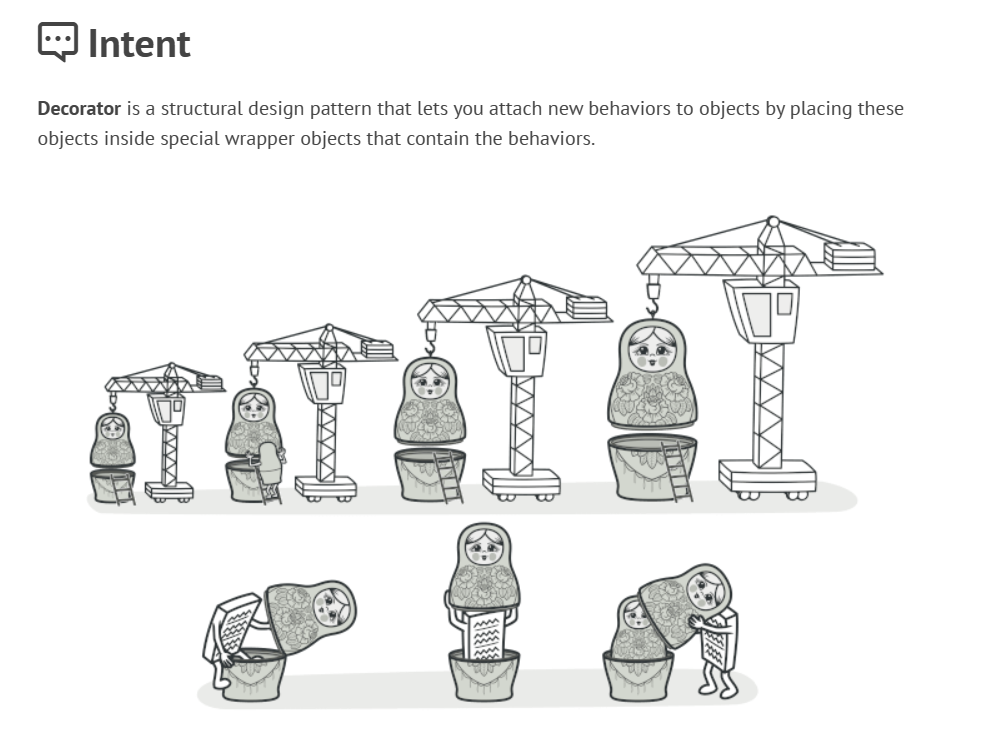 Intent
Decorator is a structural design pattern that lets you attach new behaviors to objects by placing these
objects inside special wrapper objects that contain the behaviors.